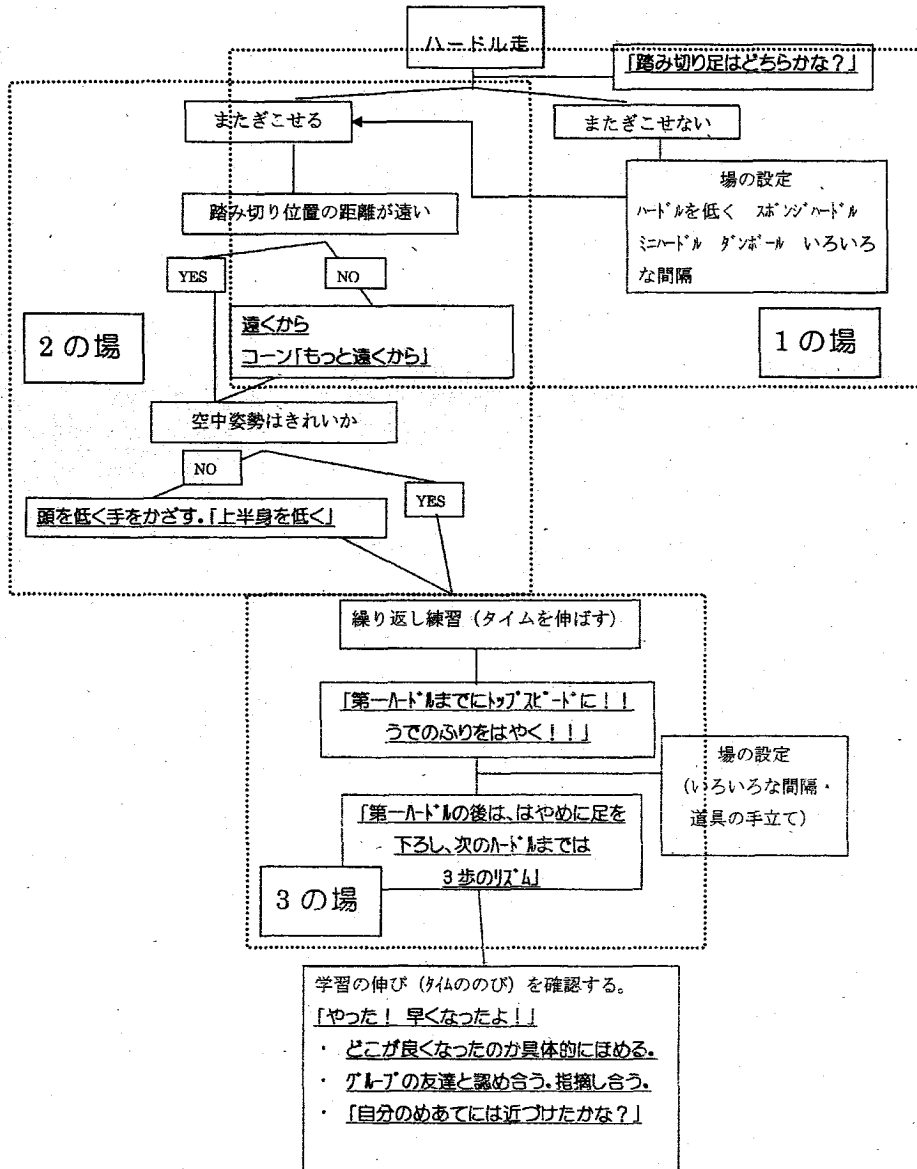 ハードル走
「踏み切り足はどちらかな？」
またぎこせる
またぎこせない
場の設定
ﾊｰﾄﾞﾙを低く　ｽﾎﾟﾝｼﾞﾊｰﾄﾞﾙ
ﾐﾆﾊｰﾄﾞﾙ　ﾀﾞﾝﾎﾞｰﾙ　いろいろ
な間隔
踏み切り位置の距離が遠い
YES
NO
遠くから
コーン「もっと遠くから」
2の場
1の場
空中姿勢はきれいか
NO
YES
頭を低く手をかざす.「上半身を低く」
繰り返し練習（タイムを伸ばす）
「第一ﾊｰﾄﾞﾙまでにﾄｯﾌﾟｽﾋﾟｰﾄﾞに！！
うでのふりをはやく！！」
場の設定
(いろいろな間隔・
道具の手立て）
「第一ﾊｰﾄﾞﾙの後は、はやめに足を
下ろし、次のﾊｰﾄﾞﾙまでは
3歩のﾘｽﾞﾑ」
3の場
学習の伸び（ﾀｲﾑののび）を確認する。
「やった！ 早くなったよ！」
・ どこが良くなったのか具体的にほめる.
・ ｸﾞﾙｰﾌﾟの友達と認め合う.指摘し合う.
・ 「自分のめあてには近づけたかな？」